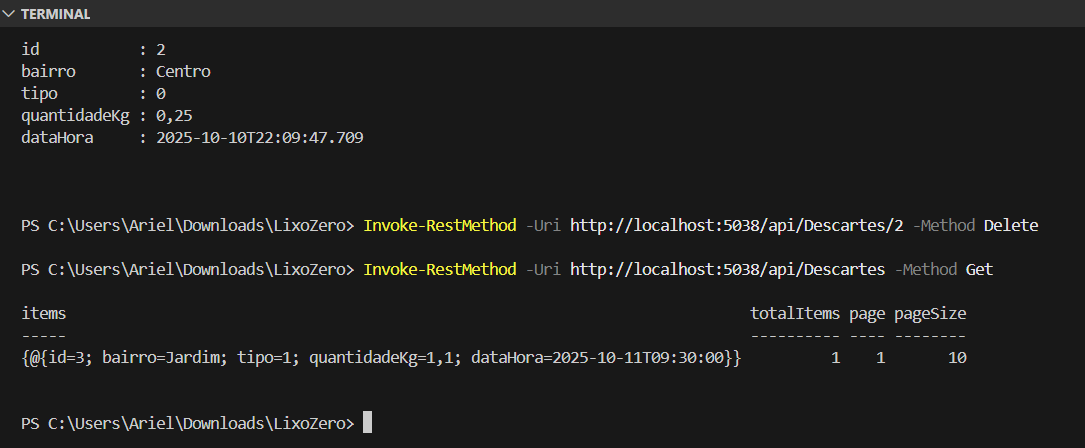 TERMINAL
id : 2
bairro : Centro
tipo : 0
quantidadeKg : 0,25
dataHora : 2025-10-10T22:09:47.709
PS C:\Users\Ariel\Downloads\LixoZero> Invoke-RestMethod -Uri http://localhost:5038/api/Descartes/2 -Method Delete
PS C:\Users\Ariel\Downloads\LixoZero> Invoke-RestMethod -Uri http://localhost:5038/api/Descartes -Method Get
items totalItems page pageSize
----- ---------- ---- --------
{@{id=3; bairro=Jardim; tipo=1; quantidadeKg=1,1; dataHora=2025-10-11T09:30:00}} 1 1 10
PS C:\Users\Ariel\Downloads\LixoZero>